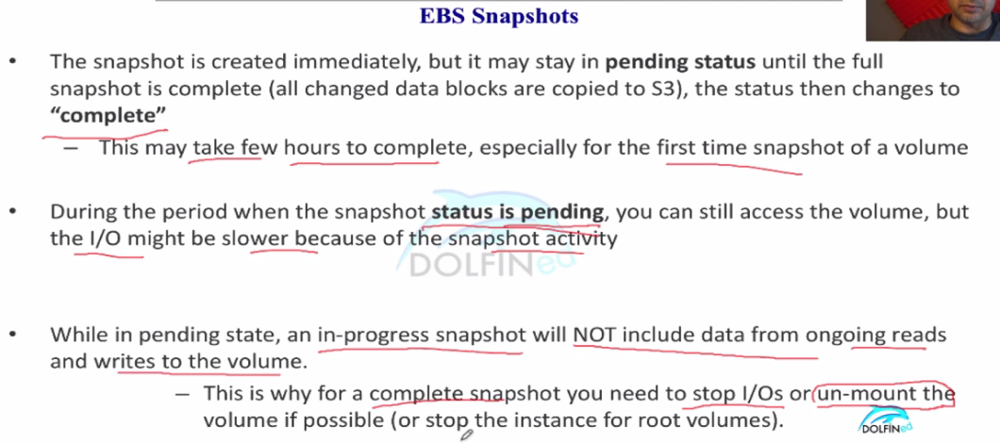 EBS Snapshots
• The snapshot is created immediately, but it may stay in pending status until the full
snapshot is complete (all changed data blocks are copied to S3), the status then changes to
“complete”
– This may take few hours to complete, especially for the first time snapshot of a volume
• During the period when the snapshot status is pending, you can still access the volume, but
the I/O might be slower because of the snapshot activity
DOLFINed
• While in pending state, an in-progress snapshot will NOT include data from ongoing reads
and writes to the volume.
– This is why for a complete snapshot you need to stop I/Os or un-mount the
volume if possible (or stop the instance for root volumes).
DOLFINed